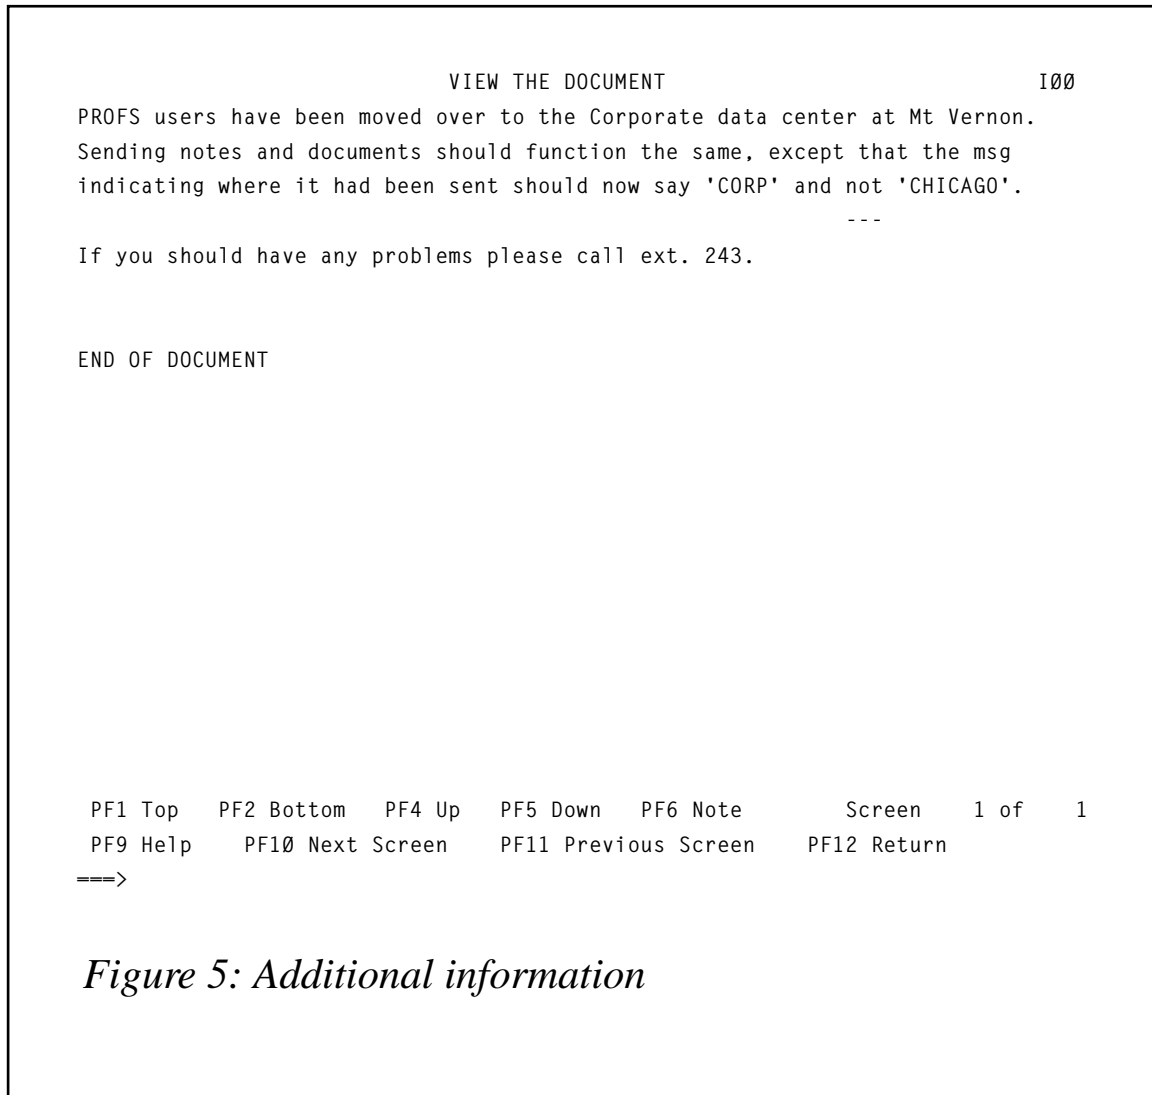 VIEW THE DOCUMENT IØØ
PROFS users have been moved over to the Corporate data center at Mt Vernon.
Sending notes and documents should function the same, except that the msg
indicating where it had been sent should now say 'CORP' and not 'CHICAGO'.
---
If you should have any problems please call ext. 243.
END OF DOCUMENT
PF1 Top PF2 Bottom PF4 Up PF5 Down PF6 Note Screen 1 of 1
PF9 Help PF1Ø Next Screen PF11 Previous Screen PF12 Return
===>
Figure 5: Additional information